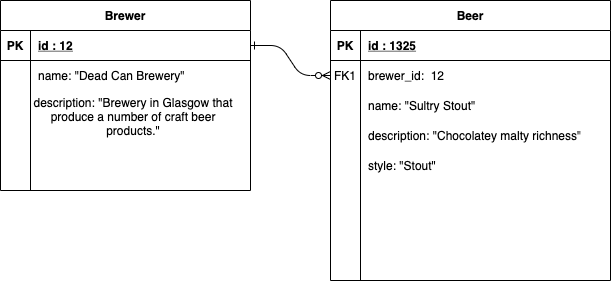 Brewer
PK id : 12
name: "Dead Can Brewery"
description: "Brewery in Glasgow that
produce a number of craft beer
products."
Beer
PK id : 1325
FK1 brewer_id: 12
name: "Sultry Stout"
description: "Chocolatey malty richness"
style: "Stout"